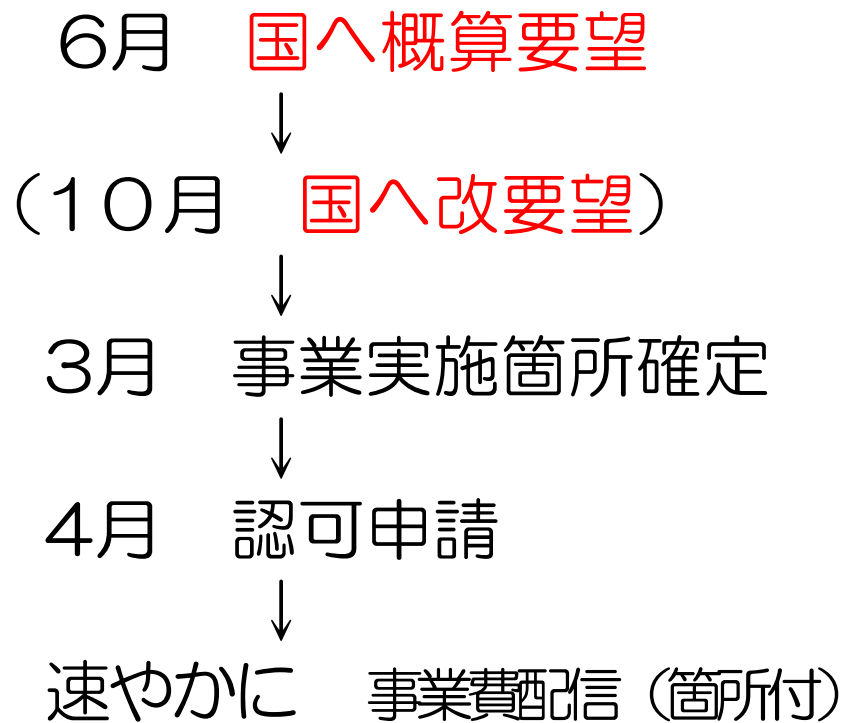 6月　国へ概算要望
↓
（10月　国へ改要望）
↓
3月　事業実施箇所確定
↓
4月　認可申請
↓
速やかに　事業費配信（箇所付）